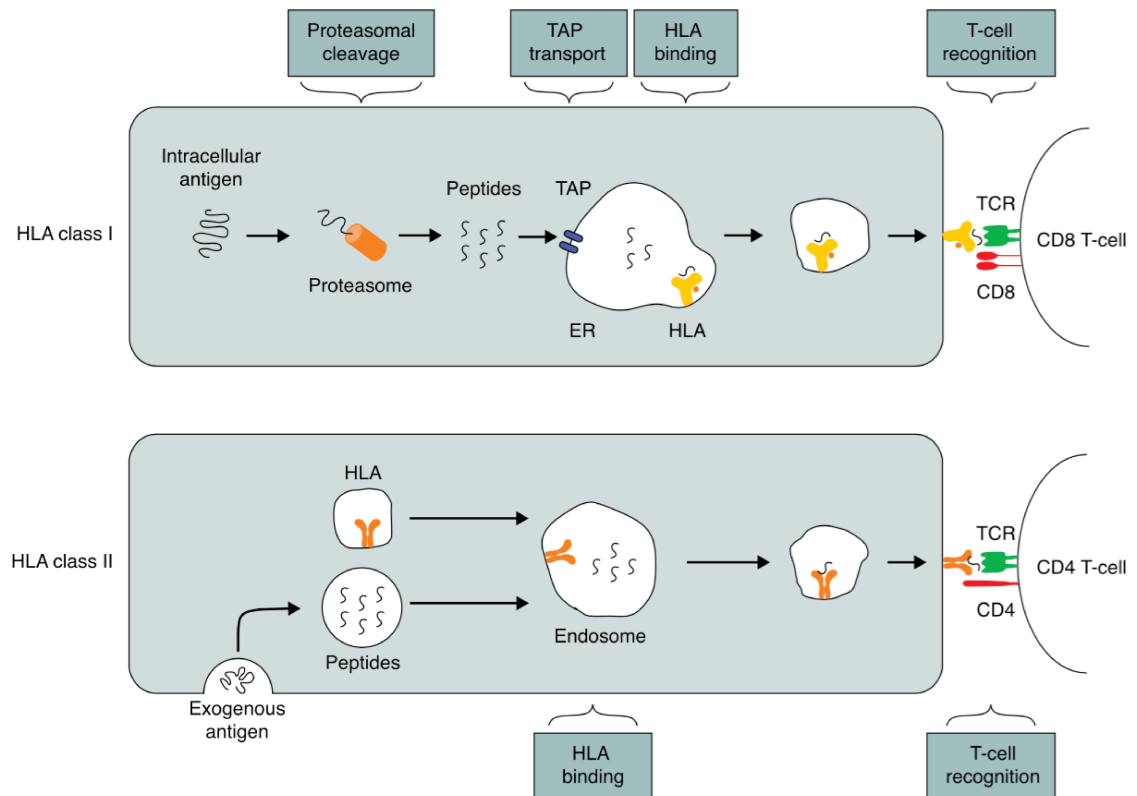 Proteasomal
cleavage
TAP
transport
HLA
binding
T-cell
recognition
Intracellular
antigen
Peptides
TAP
TCR
HLA class I
CD8 T-cell
Proteasome
CD8
ER
HLA
HLA
TCR
HLA class II
CD4 T-cell
CD4
Endosome
Peptides
Exogenous
antigen
HLA
binding
T-cell
recognition